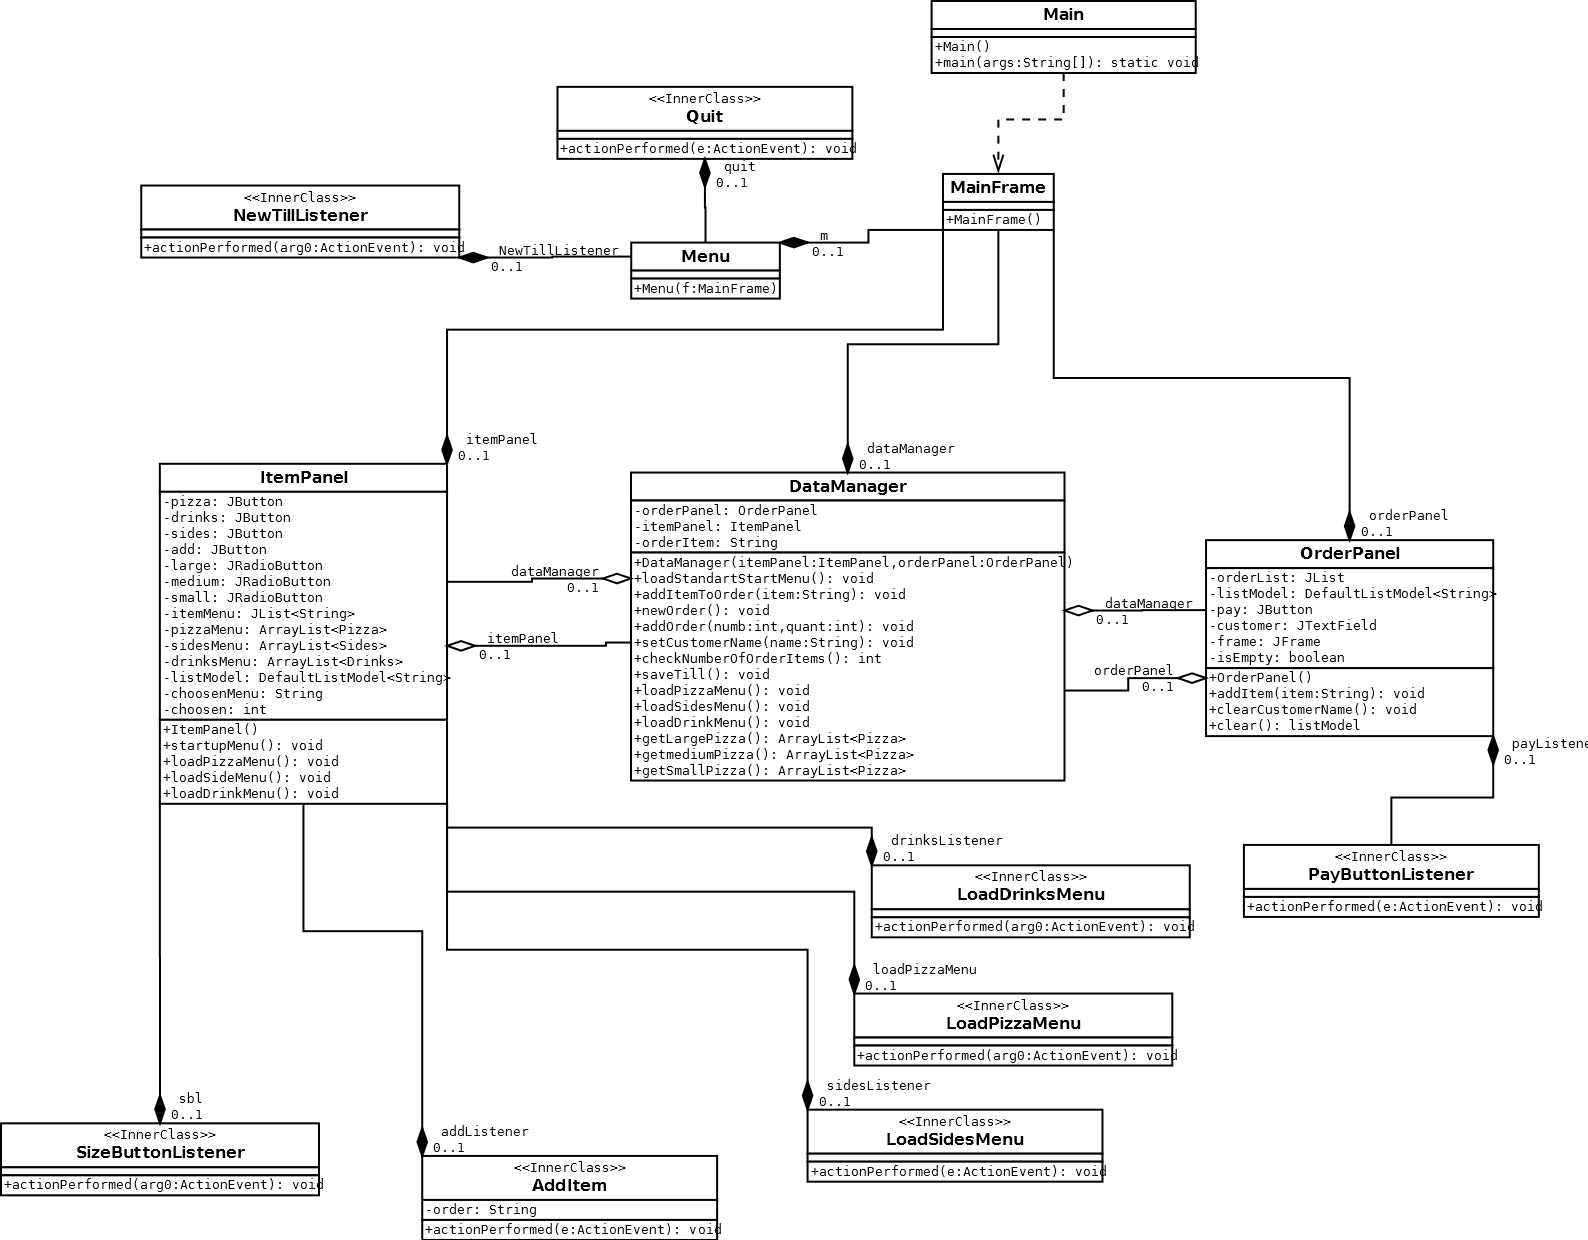 Main
+Main()
+main(args:String[]): static void
<<InnerClass>>
Quit
+actionPerformed(e:ActionEvent): void
quit
0..1
<<InnerClass>>
NewTillListener
+actionPerformed(arg0:ActionEvent): void
NewTillListener
0..1
MainFrame
+MainFrame()
m
0..1
Menu
+Menu(f:MainFrame)
itemPanel
0..1
dataManager
0..1
orderPanel
0..1
ItemPanel
-pizza: JButton
-drinks: JButton
-sides: JButton
-add: JButton
-large: JRadioButton
-medium: JRadioButton
-small: JRadioButton
-itemMenu: JList<String>
-pizzaMenu: ArrayList<Pizza>
-sidesMenu: ArrayList<Sides>
-drinksMenu: ArrayList<Drinks>
-listModel: DefaultListModel<String>
-choosenMenu: String
-choosen: int
+ItemPanel()
+startupMenu(): void
+loadPizzaMenu(): void
+loadSideMenu(): void
+loadDrinkMenu(): void
dataManager
0..1
itemPanel
0..1
DataManager
-orderPanel: OrderPanel
-itemPanel: ItemPanel
-orderItem: String
+DataManager(itemPanel:ItemPanel,orderPanel:OrderPanel)
+loadStandartStartMenu(): void
+addItemToOrder(item:String): void
+newOrder(): void
+addOrder(numb:int,quant:int): void
+setCustomerName(name:String): void
+checkNumberOfOrderItems(): int
+saveTill(): void
+loadPizzaMenu(): void
+loadSidesMenu(): void
+loadDrinkMenu(): void
+getLargePizza(): ArrayList<Pizza>
+getmediumPizza(): ArrayList<Pizza>
+getSmallPizza(): ArrayList<Pizza>
dataManager
0..1
orderPanel
0..1
OrderPanel
-orderList: JList
-listModel: DefaultListModel<String>
-pay: JButton
-customer: JTextField
-frame: JFrame
-isEmpty: boolean
+OrderPanel()
+addItem(item:String): void
+clearCustomerName(): void
+clear(): listModel
payListene
0..1
<<InnerClass>>
PayButtonListener
+actionPerformed(e:ActionEvent): void
drinksListener
0..1
<<InnerClass>>
LoadDrinksMenu
+actionPerformed(arg0:ActionEvent): void
loadPizzaMenu
0..1
<<InnerClass>>
LoadPizzaMenu
+actionPerformed(arg0:ActionEvent): void
sidesListener
0..1
<<InnerClass>>
LoadSidesMenu
+actionPerformed(e:ActionEvent): void
sbl
0..1
<<InnerClass>>
SizeButtonListener
+actionPerformed(arg0:ActionEvent): void
addListener
0..1
<<InnerClass>>
AddItem
-order: String
+actionPerformed(e:ActionEvent): void